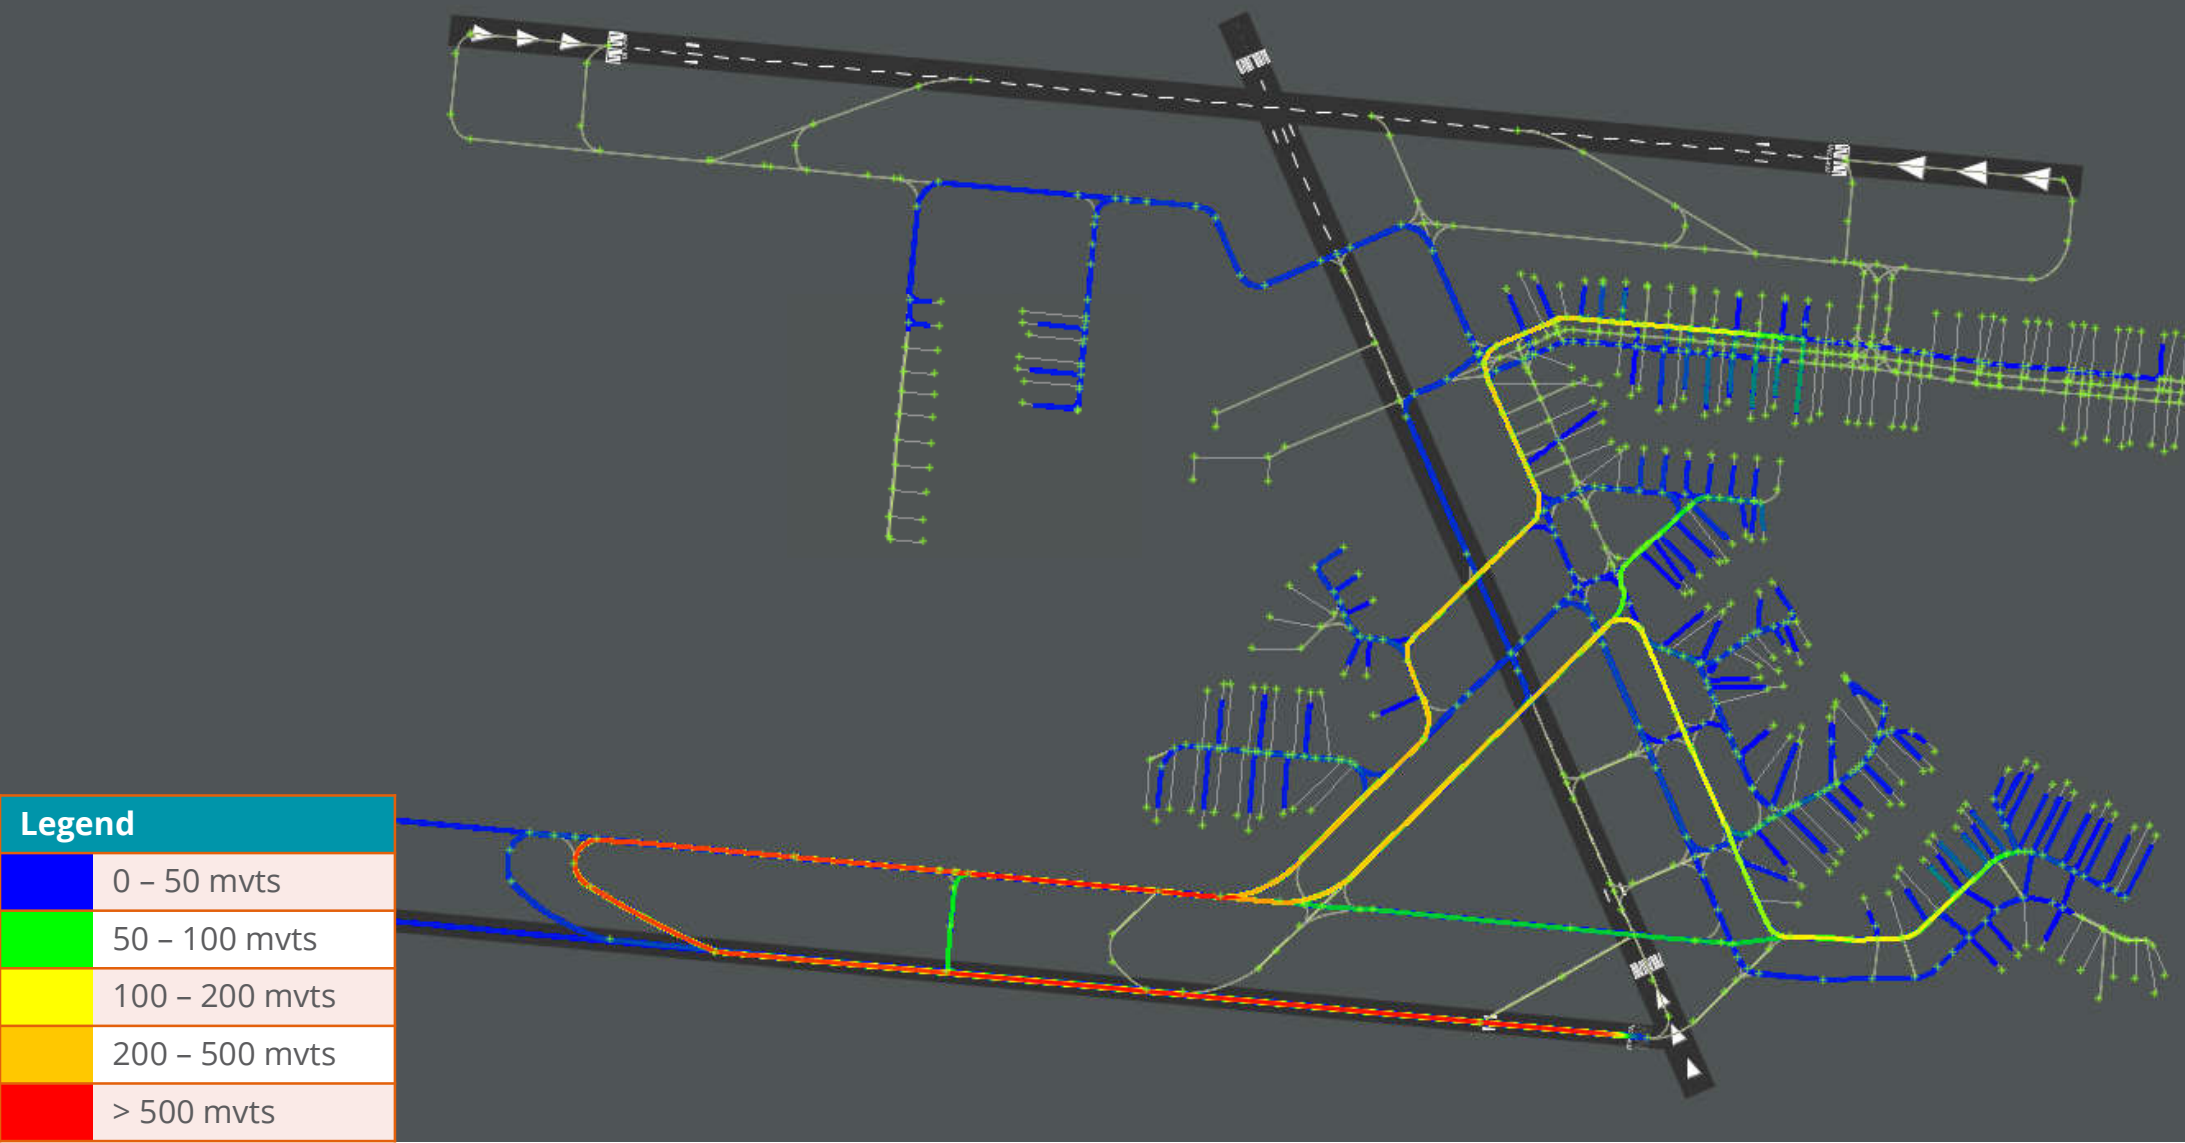 Legend
0 – 50 mvts
50 – 100 mvts
100 – 200 mvts
200 – 500 mvts
> 500 mvts